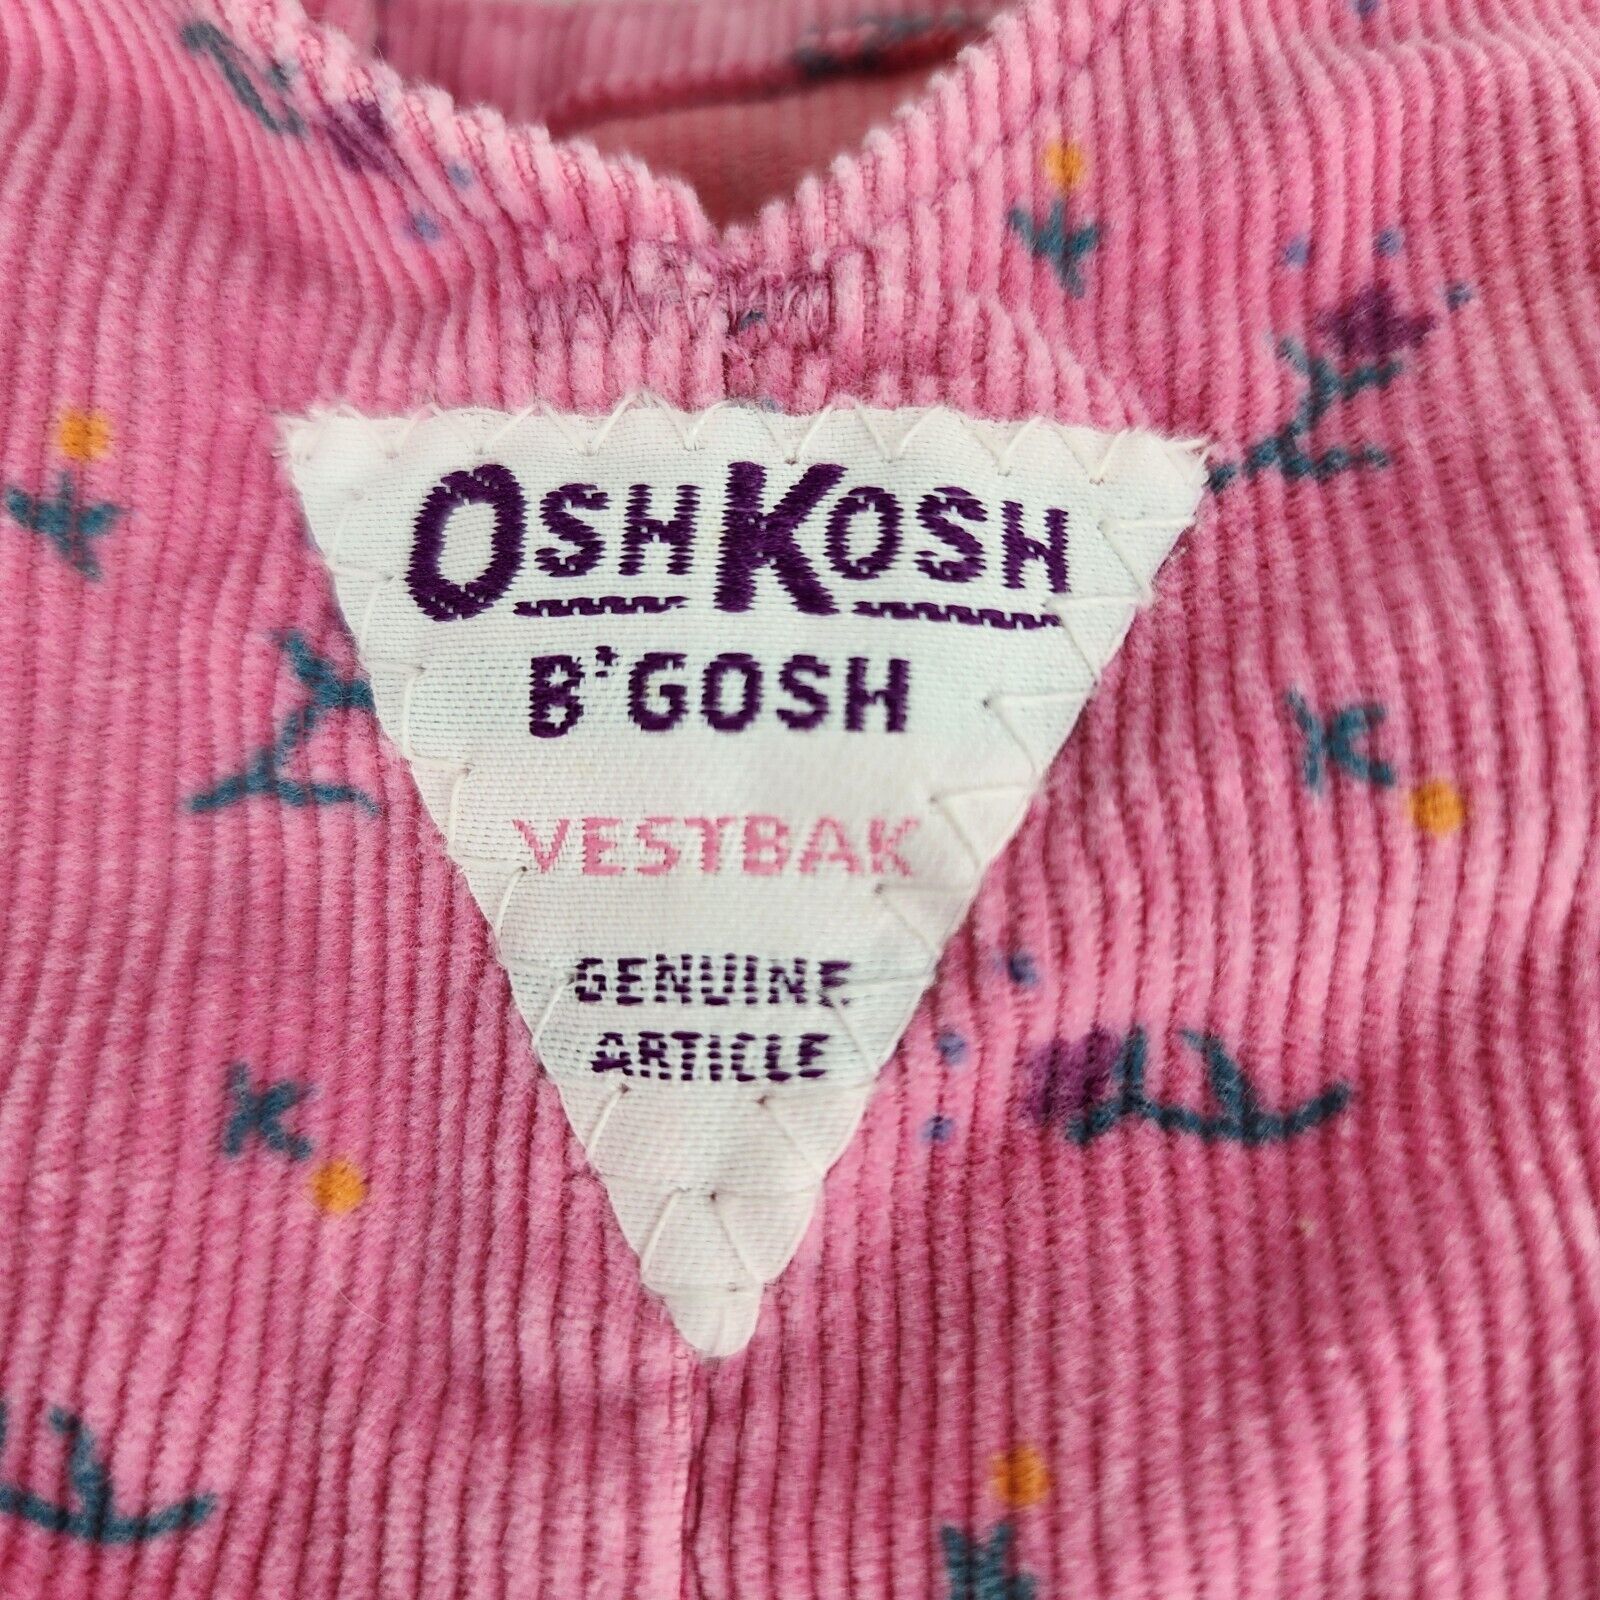 OSHKOSH
B'GOSH
VESTBAK
GENUINE
ARTICLE